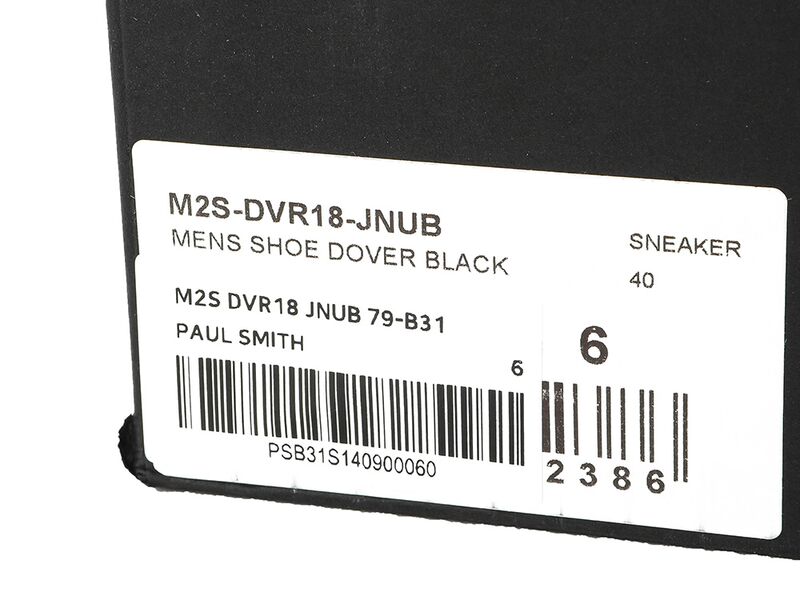 M2S-DVR18-JNUB
MENS SHOE DOVER BLACK
SNEAKER
40
M2S DVR18 JNUB 79-B31
PAUL SMITH
6
6
PSB31S140900060
2386